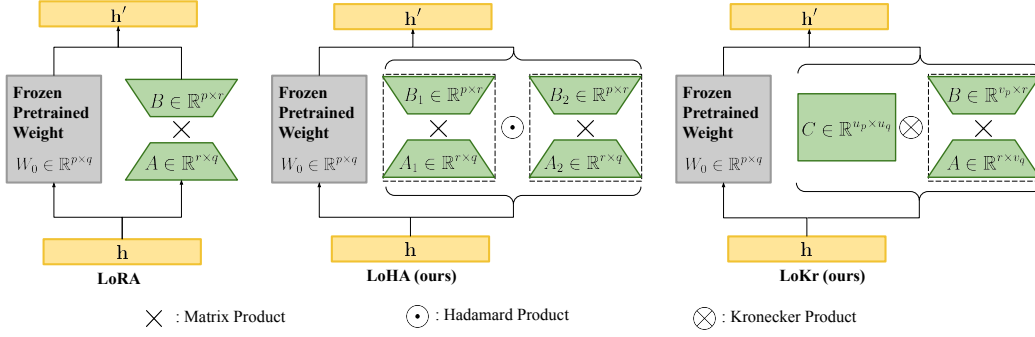 h′
Frozen
Pretrained
Weight
W₀ ∈ ℝ^{p×q}
B ∈ ℝ^{p×r}
×
A ∈ ℝ^{r×q}
h
LoRA
h′
Frozen
Pretrained
Weight
W₀ ∈ ℝ^{p×q}
B₁ ∈ ℝ^{p×r}
×
A₁ ∈ ℝ^{r×q}
⊙
B₂ ∈ ℝ^{p×r}
×
A₂ ∈ ℝ^{r×q}
h
LoHA (ours)
h′
Frozen
Pretrained
Weight
W₀ ∈ ℝ^{p×q}
C ∈ ℝ^{u_p×u_q}
⊗
B ∈ ℝ^{v_p×r}
×
A ∈ ℝ^{r×v_q}
h
LoKr (ours)
× : Matrix Product
⊙ : Hadamard Product
⊗ : Kronecker Product